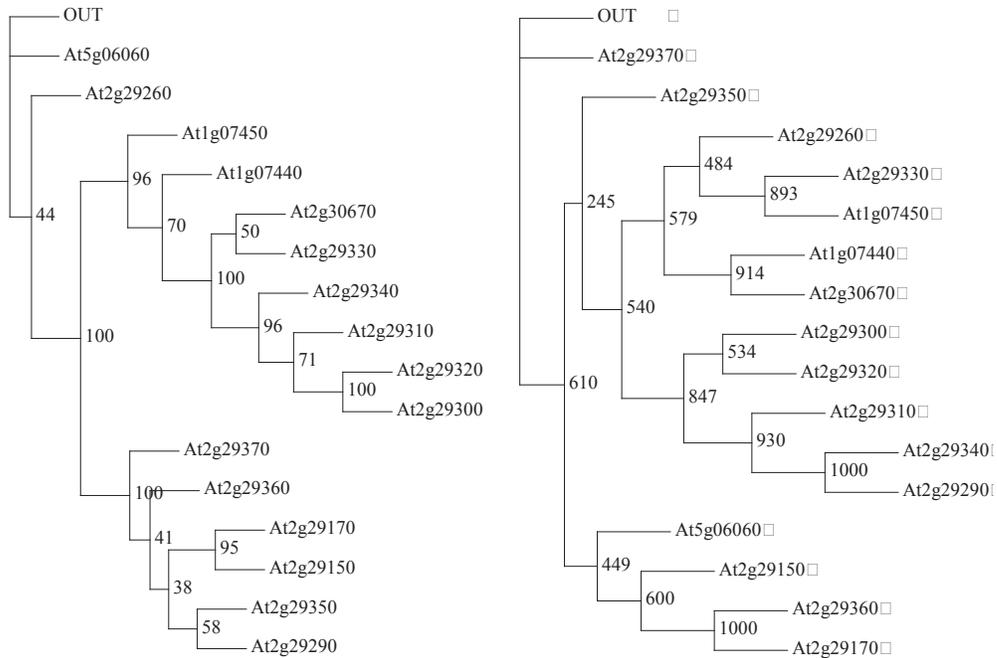 OUT
At5g06060
At2g29260
At1g07450
96
At1g07440
44
70
At2g30670
50
At2g29330
100
At2g29340
96
At2g29310
100
71
At2g29320
100
At2g29300
At2g29370
100
At2g29360
41
At2g29170
95
At2g29150
38
At2g29350
58
At2g29290
OUT □
At2g29370□
At2g29350□
At2g29260□
484
At2g29330□
893
245
At1g07450□
579
At1g07440□
914
At2g30670□
540
At2g29300□
534
At2g29320□
610
847
At2g29310□
930
At2g29340□
1000
At2g29290□
At5g06060□
449
At2g29150□
600
At2g29360□
1000
At2g29170□